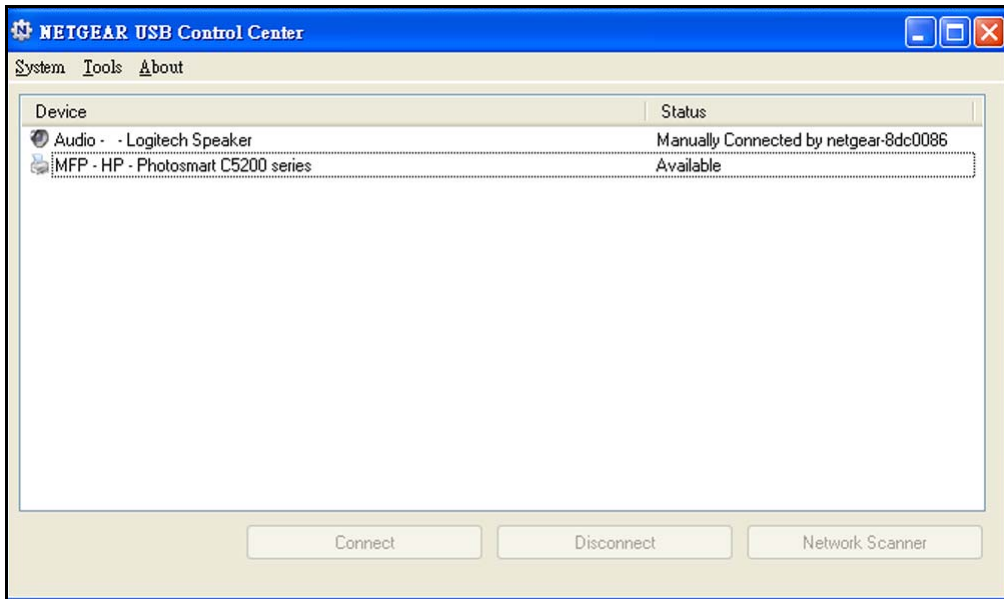 NETGEAR USB Control Center
System Tools About
Device Status
Audio - - Logitech Speaker Manually Connected by netgear-8dc0086
MFP - HP - Photosmart C5200 series Available
Connect Disconnect Network Scanner